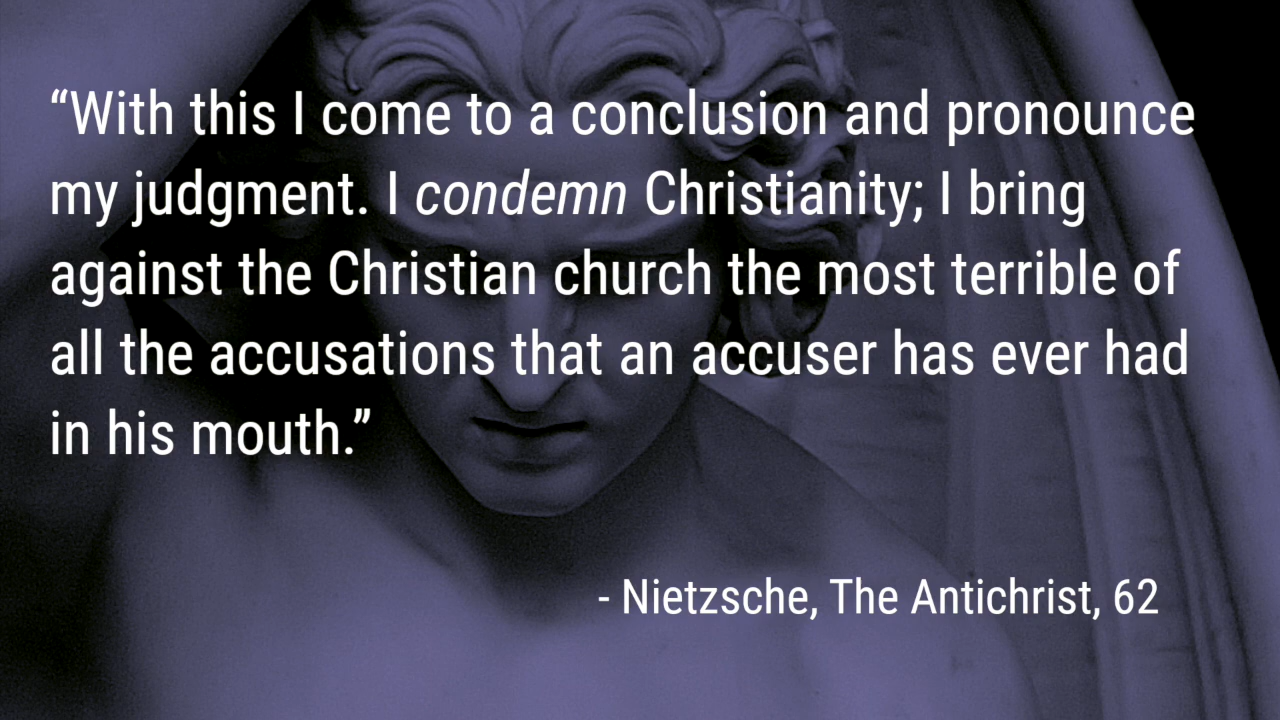 “With this I come to a conclusion and pronounce
my judgment. I condemn Christianity; I bring
against the Christian church the most terrible of
all the accusations that an accuser has ever had
in his mouth.”
- Nietzsche, The Antichrist, 62